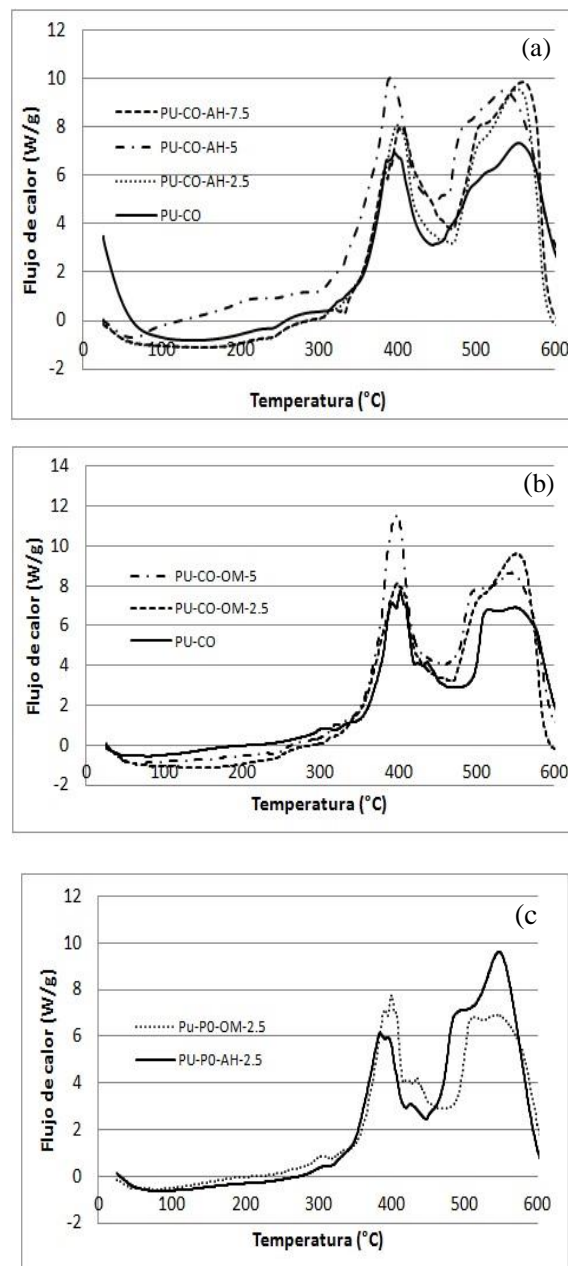 (a)
12
10
8
6
4
2
0
-2
Flujo de calor (W/g)
PU-CO-AH-7.5
PU-CO-AH-5
PU-CO-AH-2.5
PU-CO
0 100 200 300 400 500 600
Temperatura (°C)
(b)
14
12
10
8
6
4
2
0
-2
Flujo de calor (W/g)
PU-CO-OM-5
PU-CO-OM-2.5
PU-CO
0 100 200 300 400 500 600
Temperatura (°C)
(c
12
10
8
6
4
2
0
-2
Flujo de calor (W/g)
Pu-P0-OM-2.5
PU-P0-AH-2.5
0 100 200 300 400 500 600
Temperatura (°C)